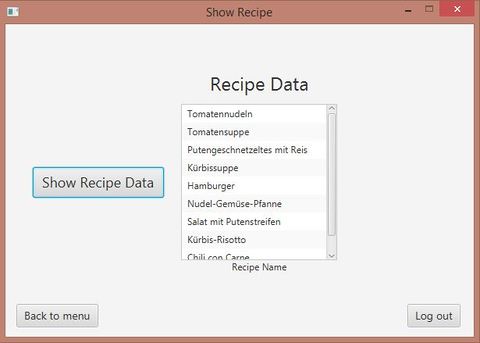 Show Recipe
Recipe Data
Tomatennudeln
Tomatensuppe
Putengeschnetzeltes mit Reis
Kürbissuppe
Hamburger
Nudel-Gemüse-Pfanne
Salat mit Putenstreifen
Kürbis-Risotto
Chili con Carne
Recipe Name
Show Recipe Data
Back to menu
Log out